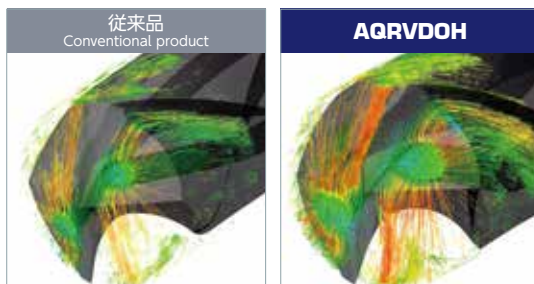 従来品
Conventional product
AQRVDOH